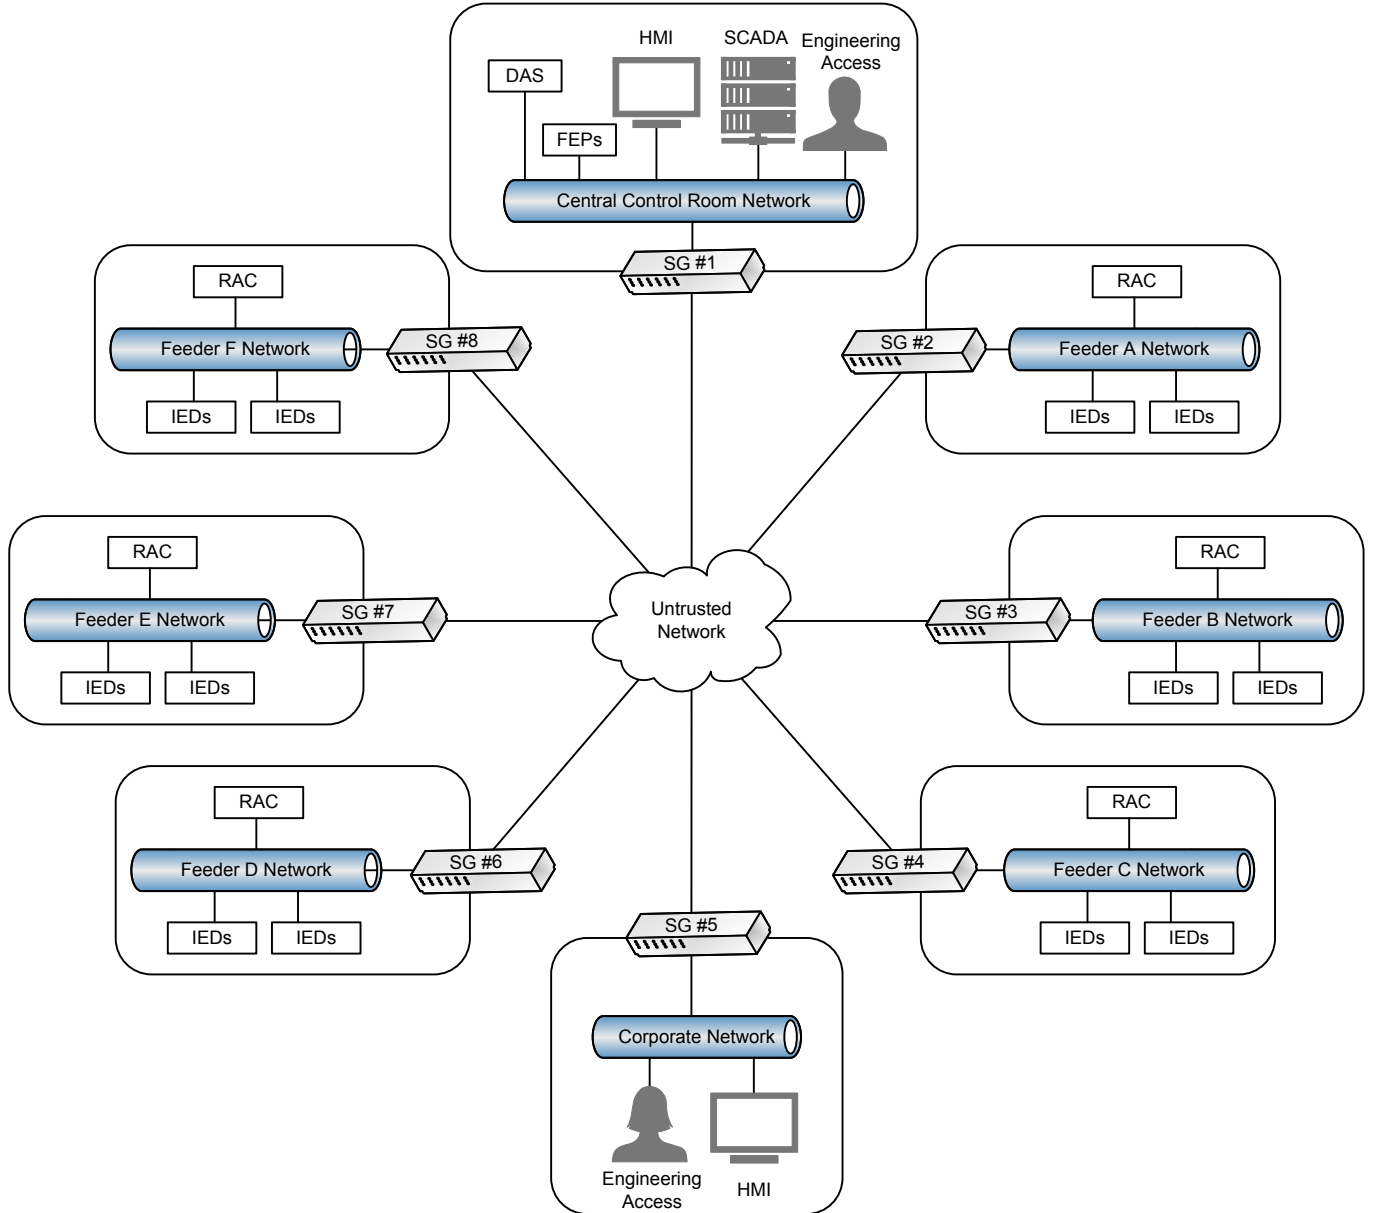 HMI
SCADA
Engineering
Access
DAS
FEPs
Central Control Room Network
SG #1
RAC
Feeder F Network
SG #8
IEDs
IEDs
RAC
SG #2
Feeder A Network
IEDs
IEDs
RAC
Feeder E Network
SG #7
IEDs
IEDs
Untrusted
Network
RAC
SG #3
Feeder B Network
IEDs
IEDs
RAC
Feeder D Network
SG #6
IEDs
IEDs
RAC
SG #4
Feeder C Network
IEDs
IEDs
SG #5
Corporate Network
Engineering
Access
HMI